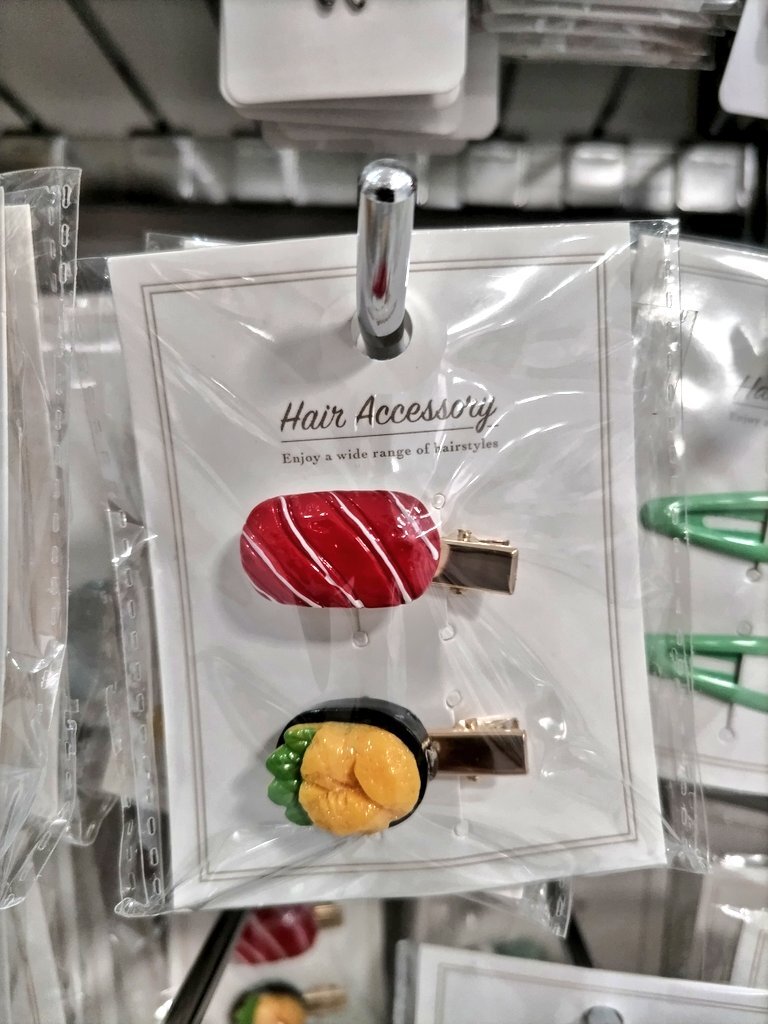 Hair Accessory
Enjoy a wide range of hairstyles